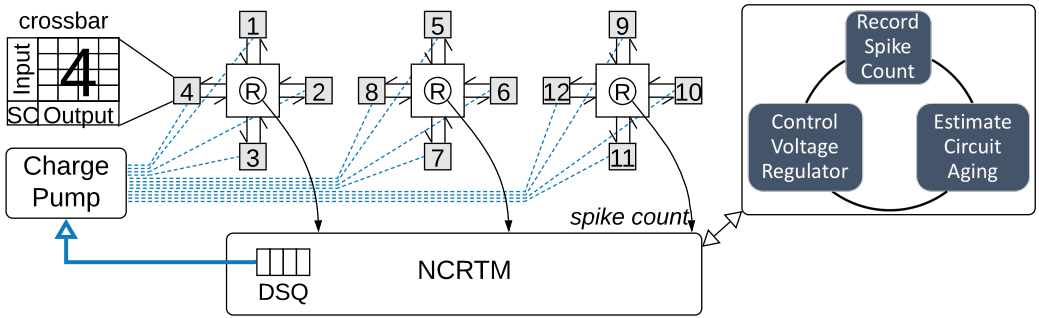 crossbar
Input
4
SC Output
1
4
R
2
3
5
8
R
6
7
9
12
R
10
11
Charge
Pump
spike count
DSQ
NCRTM
Record
Spike
Count
Control
Voltage
Regulator
Estimate
Circuit
Aging